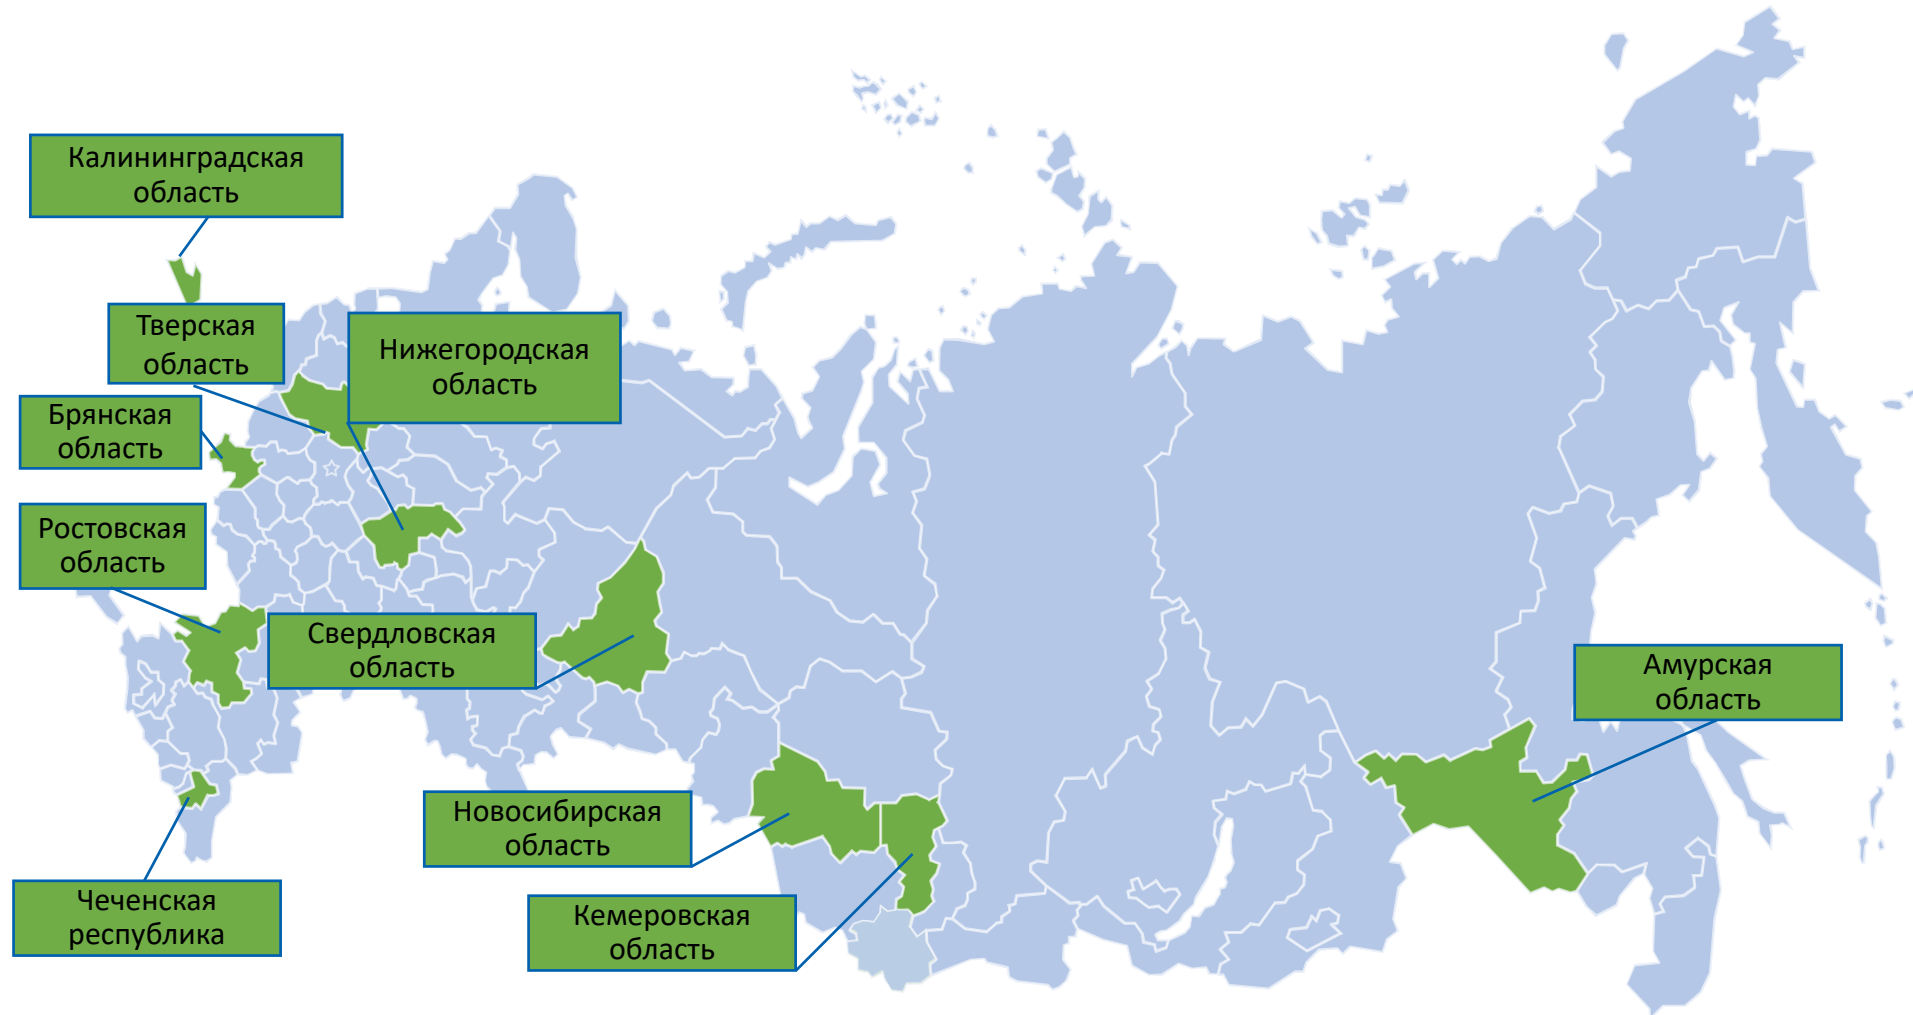 Калининградская
область
Тверская
область
Нижегородская
область
Брянская
область
Ростовская
область
Свердловская
область
Амурская
область
Новосибирская
область
Кемеровская
область
Чеченская
республика